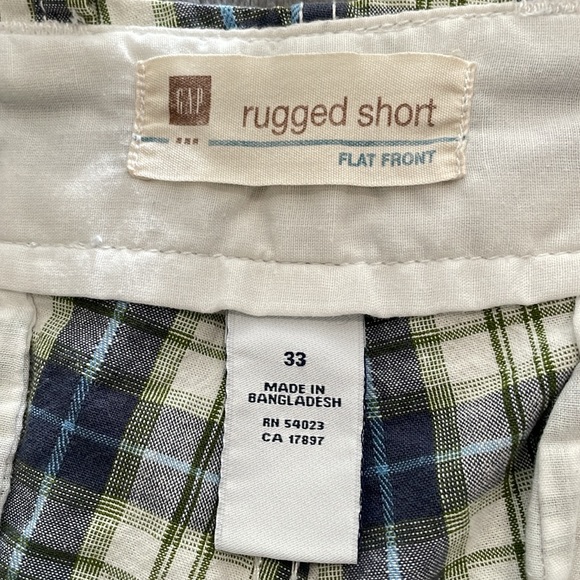 GAP
rugged short
FLAT FRONT
33
MADE IN
BANGLADESH
RN 54023
CA 17897